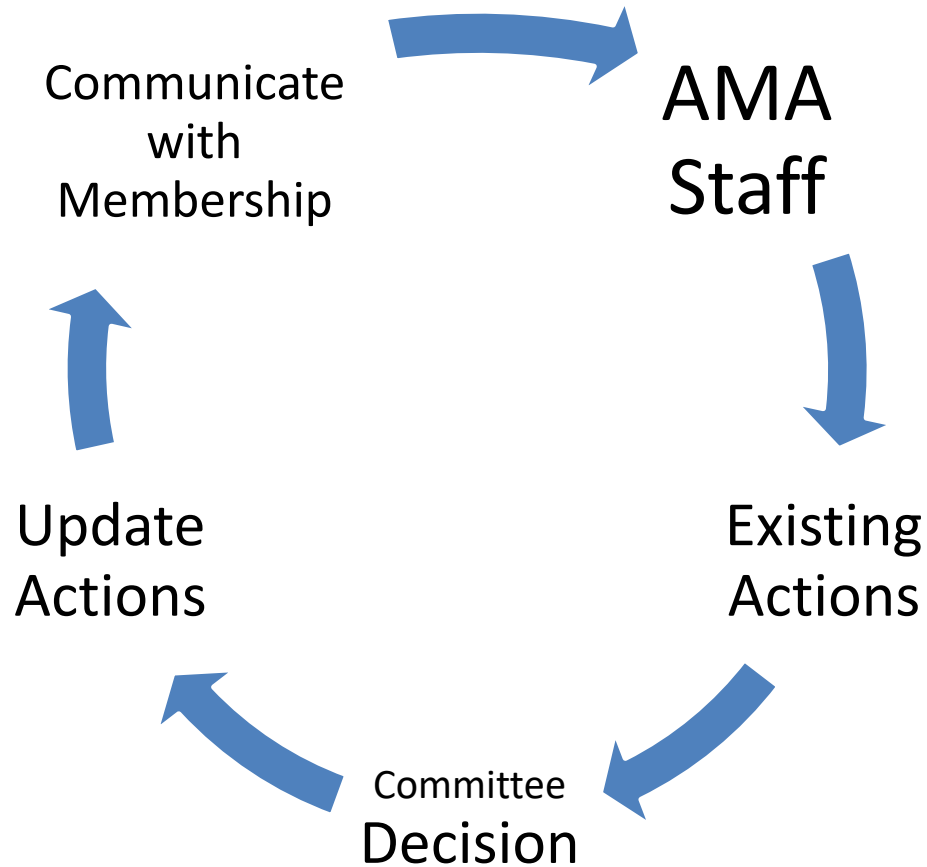 Communicate
with
Membership
AMA
Staff
Existing
Actions
Committee
Decision
Update
Actions